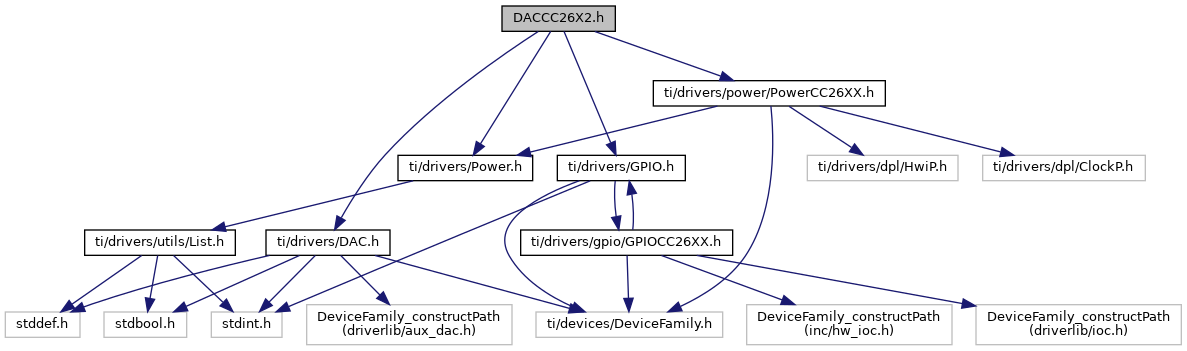 DACCC26X2.h
ti/drivers/power/PowerCC26XX.h
ti/drivers/Power.h
ti/drivers/GPIO.h
ti/drivers/dpl/HwiP.h
ti/drivers/dpl/ClockP.h
ti/drivers/utils/List.h
ti/drivers/DAC.h
ti/drivers/gpio/GPIOCC26XX.h
stddef.h
stdbool.h
stdint.h
DeviceFamily_constructPath
(driverlib/aux_dac.h)
ti/devices/DeviceFamily.h
DeviceFamily_constructPath
(inc/hw_ioc.h)
DeviceFamily_constructPath
(driverlib/ioc.h)